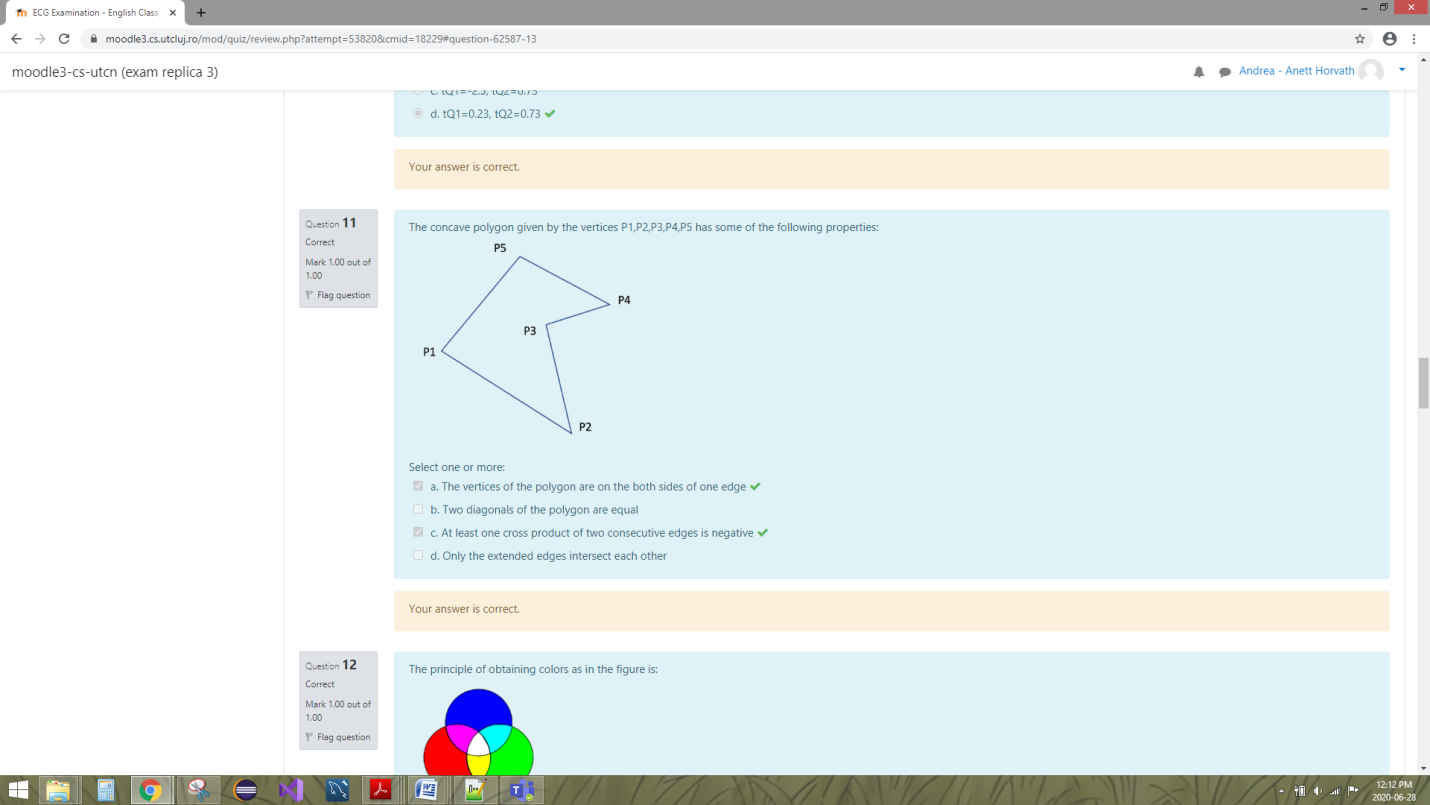 ECG Examination - English Class
moodle3.cs.utcluj.ro/mod/quiz/review.php?attempt=53820&cmid=18229#question-62587-13
moodle3-cs-utcn (exam replica 3)
Andrea - Anett Horvath
c. tQ1=-2.5, tQ2=0.73
d. tQ1=0.23, tQ2=0.73
Your answer is correct.
Question 11
Correct
Mark 1.00 out of
1.00
Flag question
The concave polygon given by the vertices P1,P2,P3,P4,P5 has some of the following properties:
P5
P4
P3
P1
P2
Select one or more:
a. The vertices of the polygon are on the both sides of one edge
b. Two diagonals of the polygon are equal
c. At least one cross product of two consecutive edges is negative
d. Only the extended edges intersect each other
Your answer is correct.
Question 12
Correct
Mark 1.00 out of
1.00
Flag question
The principle of obtaining colors as in the figure is:
12:12 PM
2020-06-28